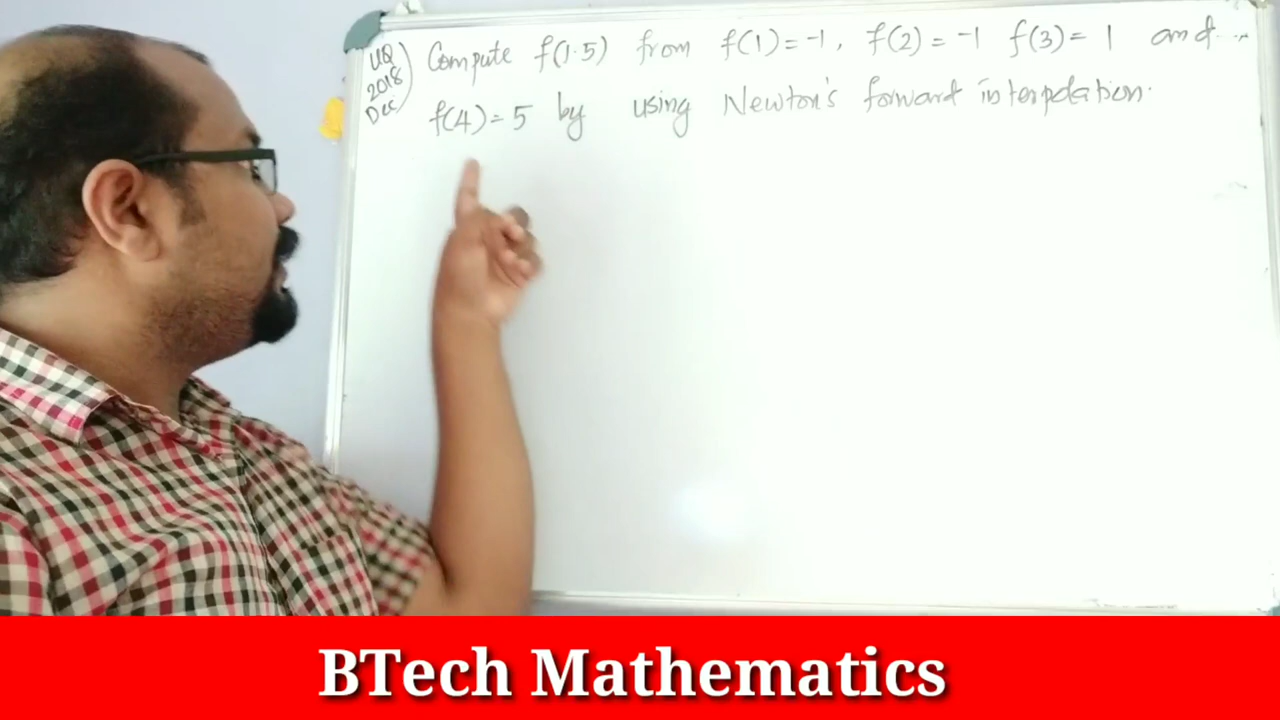 UQ
2018
Dec
Compute f(1.5) from f(1)=-1, f(2)=-1 f(3)=1 and...
f(4)=5 by using Newton's forward interpolation.
BTech Mathematics